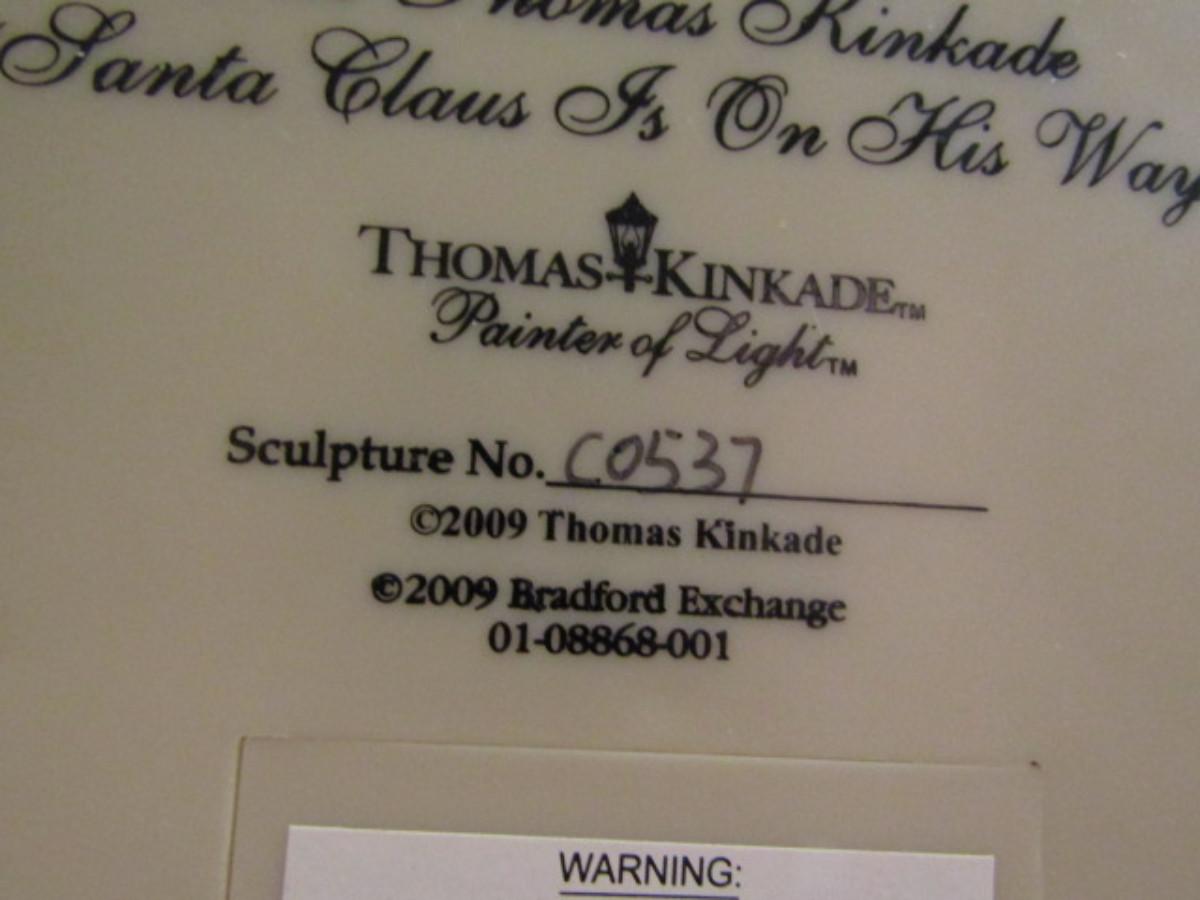 Thomas Kinkade
Santa Claus Is On His Way
THOMAS KINKADE™
Painter of Light™
Sculpture No. C0537
©2009 Thomas Kinkade
©2009 Bradford Exchange
01-08868-001
WARNING: